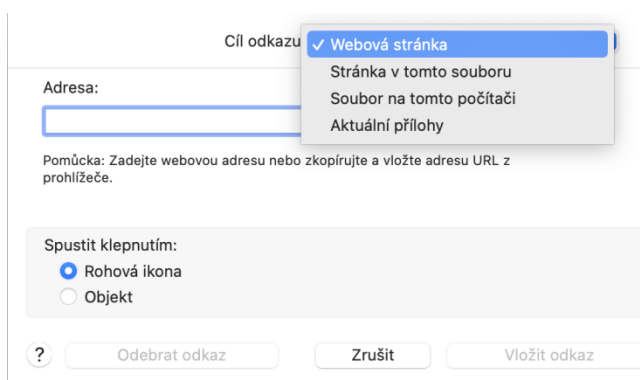 Cíl odkazu
✓ Webová stránka
Stránka v tomto souboru
Soubor na tomto počítači
Aktuální přílohy
Adresa:
Pomůcka: Zadejte webovou adresu nebo zkopírujte a vložte adresu URL z
prohlížeče.
Spustit klepnutím:
Rohová ikona
Objekt
? Odebrat odkaz Zrušit Vložit odkaz